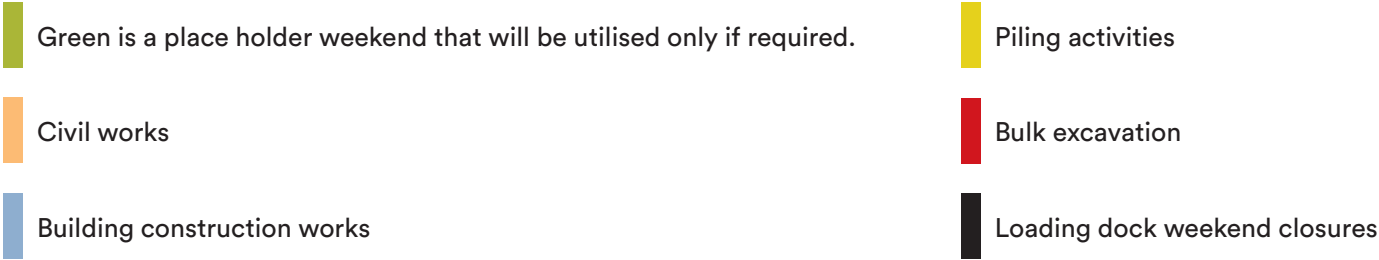 Green is a place holder weekend that will be utilised only if required.
Piling activities
Civil works
Bulk excavation
Building construction works
Loading dock weekend closures